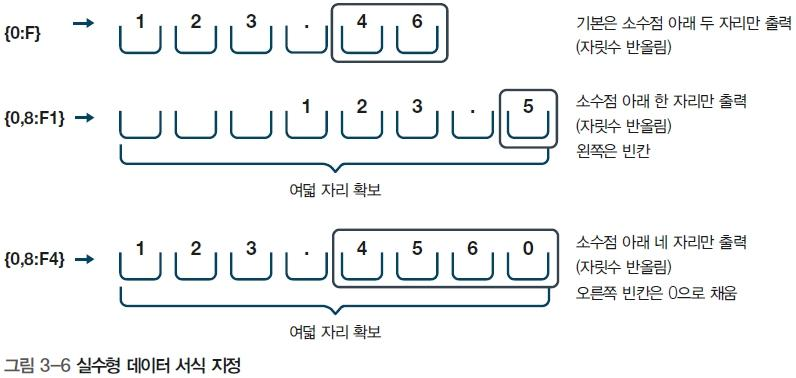 {0:F} → 1 2 3 . 4 6
기본은 소수점 아래 두 자리만 출력
(자릿수 반올림)
{0,8:F1} → 1 2 3 . 5
소수점 아래 한 자리만 출력
(자릿수 반올림)
왼쪽은 빈칸
여덟 자리 확보
{0,8:F4} → 1 2 3 . 4 5 6 0
소수점 아래 네 자리만 출력
(자릿수 반올림)
오른쪽 빈칸은 0으로 채움
여덟 자리 확보
그림 3-6 실수형 데이터 서식 지정